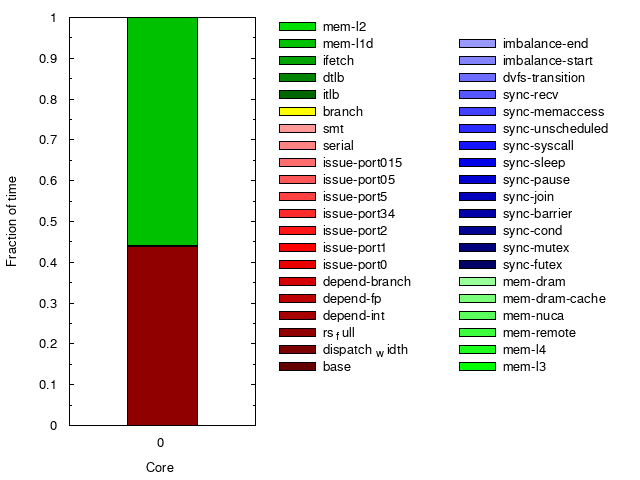 1
0.9
0.8
0.7
0.6
0.5
0.4
0.3
0.2
0.1
0
Fraction of time
0
Core
mem-l2
mem-l1d
ifetch
dtlb
itlb
branch
smt
serial
issue-port015
issue-port05
issue-port5
issue-port34
issue-port2
issue-port1
issue-port0
depend-branch
depend-fp
depend-int
rs_full
dispatch_width
base
imbalance-end
imbalance-start
dvfs-transition
sync-recv
sync-memaccess
sync-unscheduled
sync-syscall
sync-sleep
sync-pause
sync-join
sync-barrier
sync-cond
sync-mutex
sync-futex
mem-dram
mem-dram-cache
mem-nuca
mem-remote
mem-l4
mem-l3